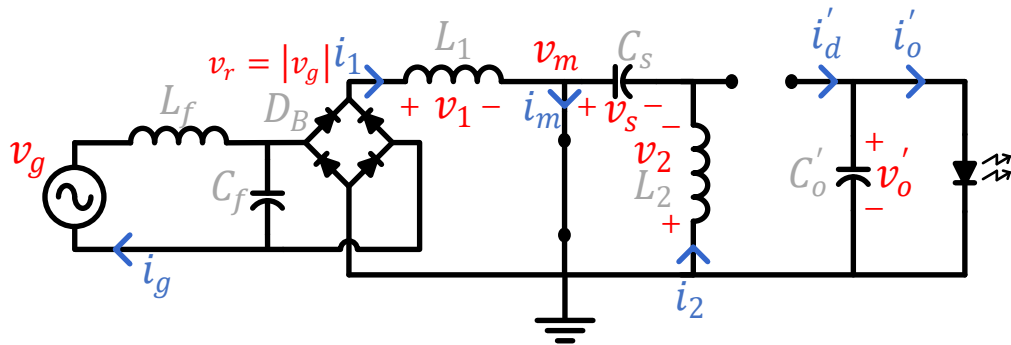 v_r = |v_g|
i_1
L_1
v_m
C_s
i_d'
i_o'
L_f
D_B
+ v_1 −
i_m
+ v_s −
−
v_g
v_2
+
C_f
L_2
C_o'
v_o'
+
−
i_g
i_2